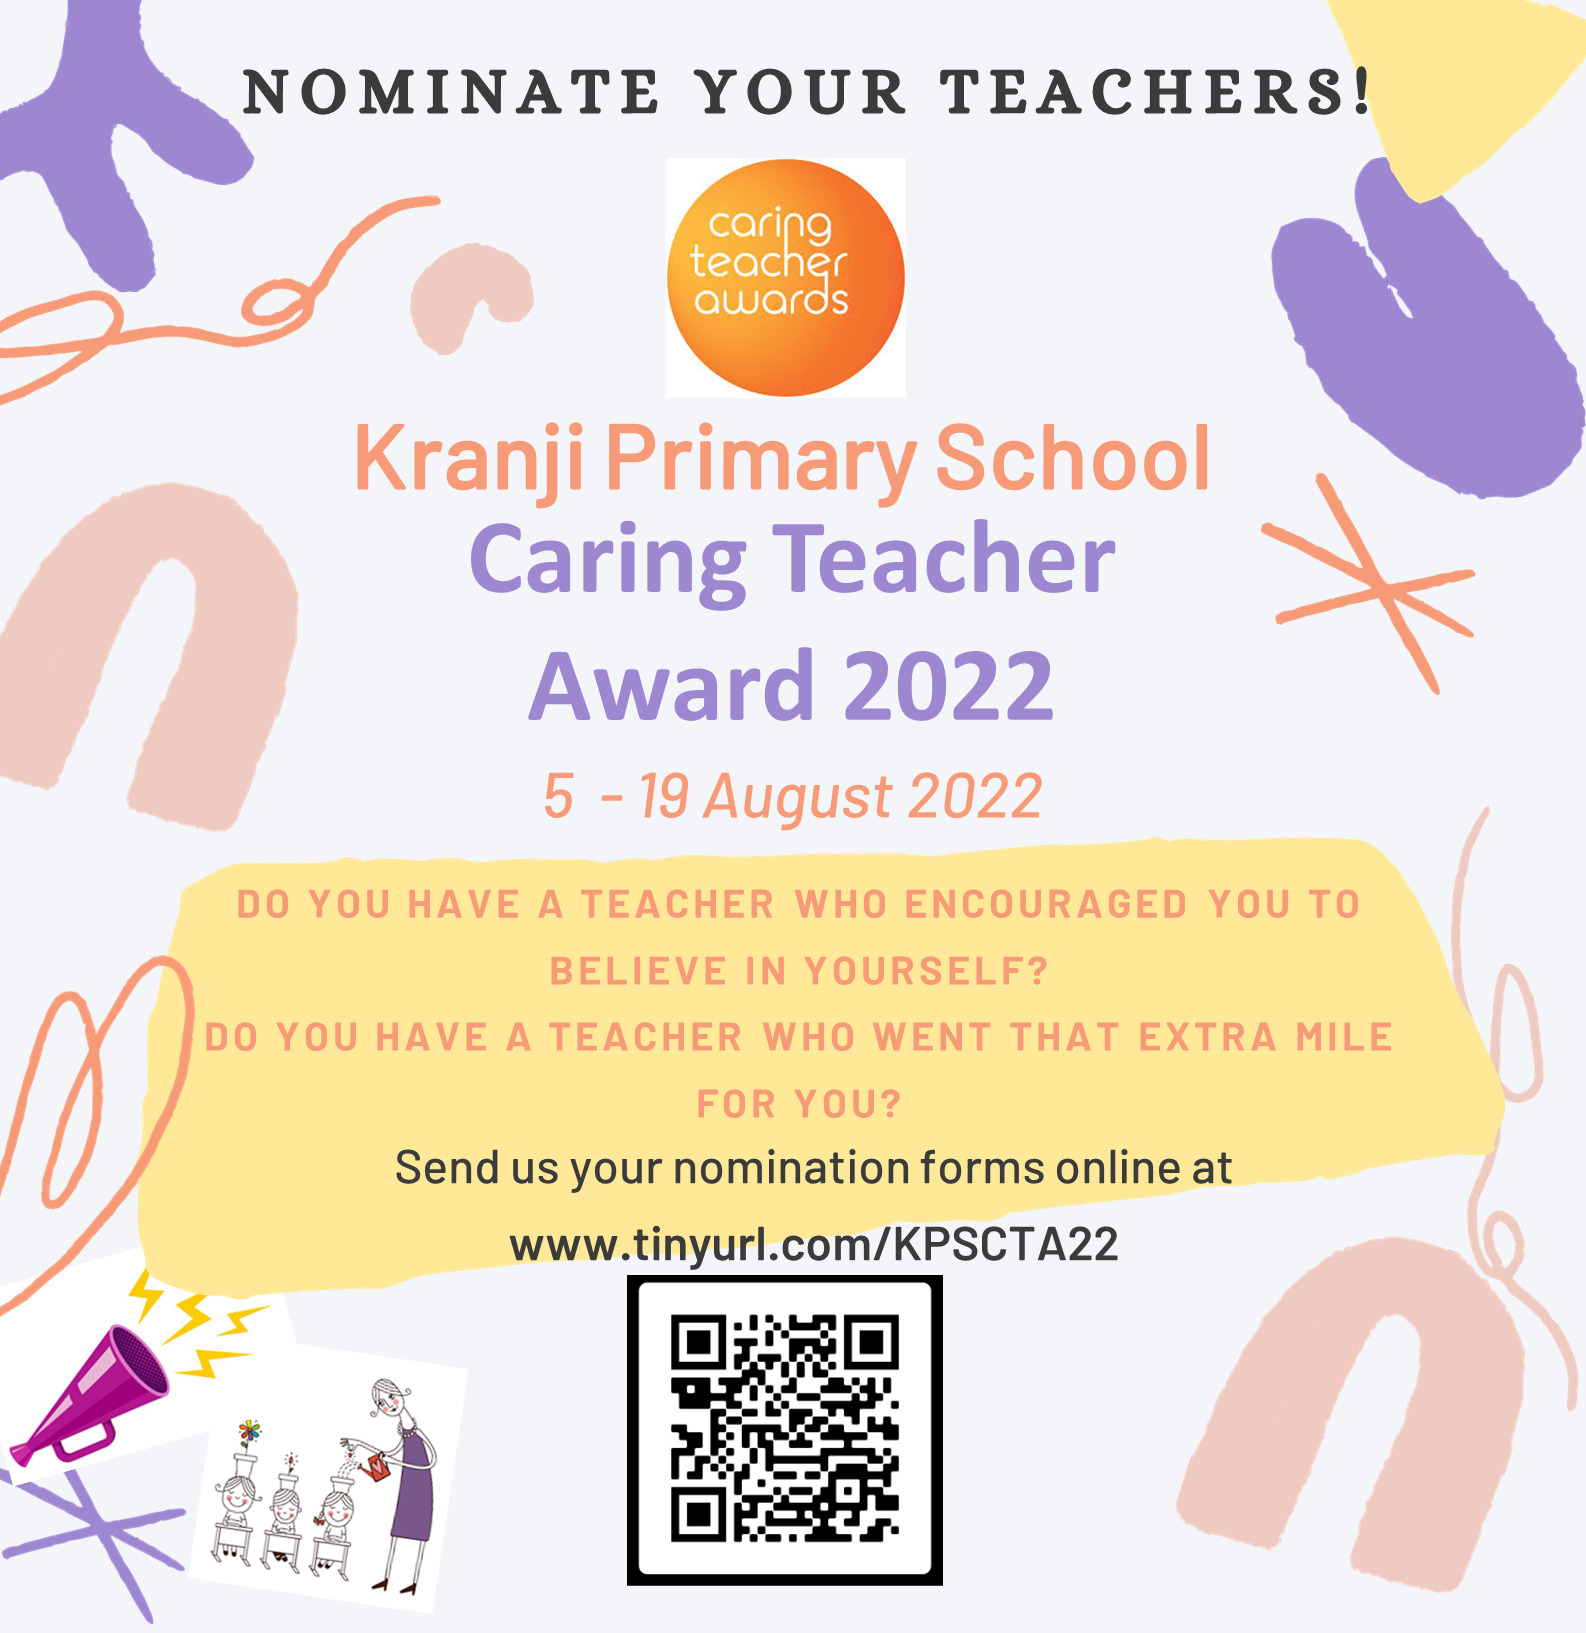 NOMINATE YOUR TEACHERS!
caring
teacher
awards
Kranji Primary School
Caring Teacher
Award 2022
5 - 19 August 2022
DO YOU HAVE A TEACHER WHO ENCOURAGED YOU TO
BELIEVE IN YOURSELF?
DO YOU HAVE A TEACHER WHO WENT THAT EXTRA MILE
FOR YOU?
Send us your nomination forms online at
www.tinyurl.com/KPSCTA22